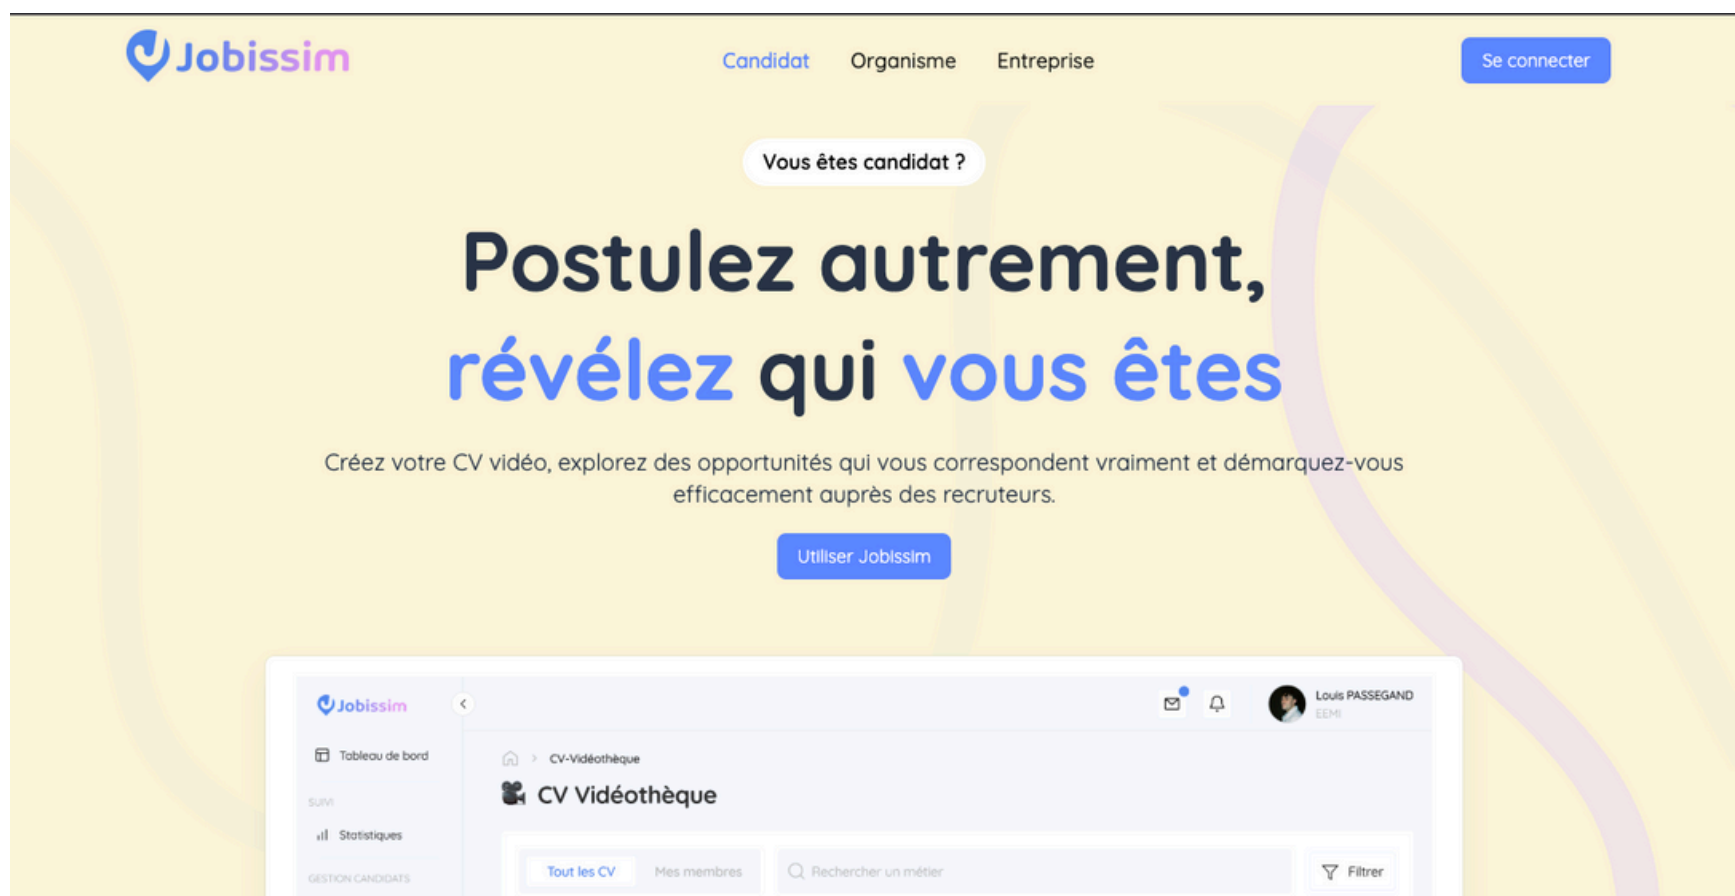 Jobissim
Candidat Organisme Entreprise
Se connecter
Vous êtes candidat ?
Postulez autrement,
révélez qui vous êtes
Créez votre CV vidéo, explorez des opportunités qui vous correspondent vraiment et démarquez-vous
efficacement auprès des recruteurs.
Utiliser Jobissim
Jobissim
Louis PASSEGAND
EEMI
Tableau de bord
CV-Vidéothèque
CV Vidéothèque
SUIVI
Statistiques
Tout les CV Mes membres Rechercher un métier Filtrer
GESTION CANDIDATS